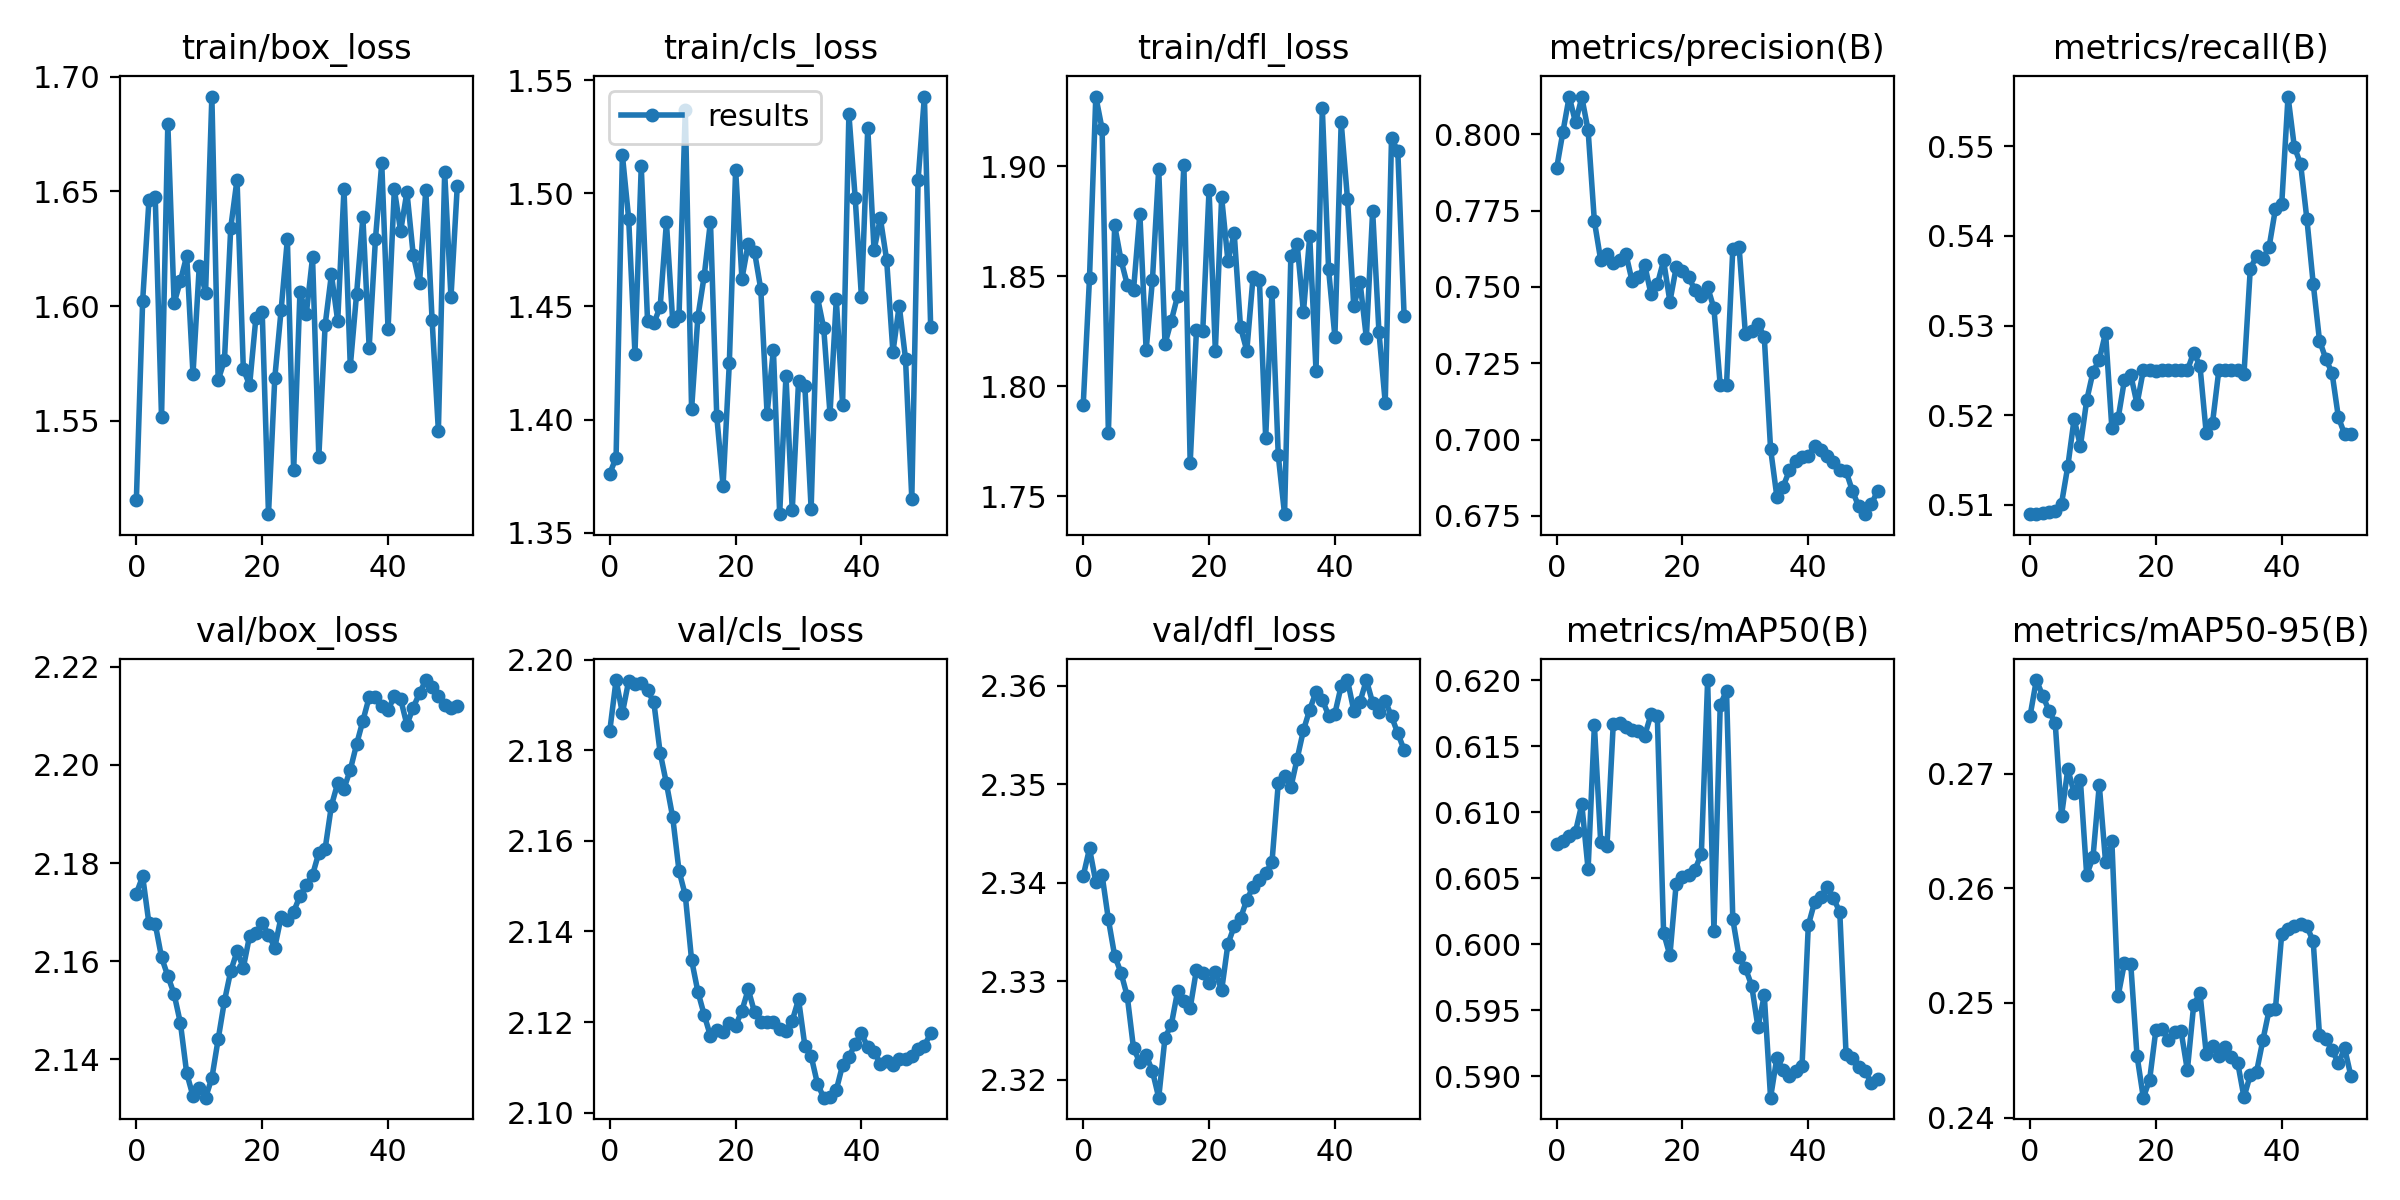 train/box_loss
1.70
1.65
1.60
1.55
0 20 40
train/cls_loss
results
1.55
1.50
1.45
1.40
1.35
0 20 40
train/dfl_loss
1.90
1.85
1.80
1.75
0 20 40
metrics/precision(B)
0.800
0.775
0.750
0.725
0.700
0.675
0 20 40
metrics/recall(B)
0.55
0.54
0.53
0.52
0.51
0 20 40
val/box_loss
2.22
2.20
2.18
2.16
2.14
0 20 40
val/cls_loss
2.20
2.18
2.16
2.14
2.12
2.10
0 20 40
val/dfl_loss
2.36
2.35
2.34
2.33
2.32
0 20 40
metrics/mAP50(B)
0.620
0.615
0.610
0.605
0.600
0.595
0.590
0 20 40
metrics/mAP50-95(B)
0.27
0.26
0.25
0.24
0 20 40